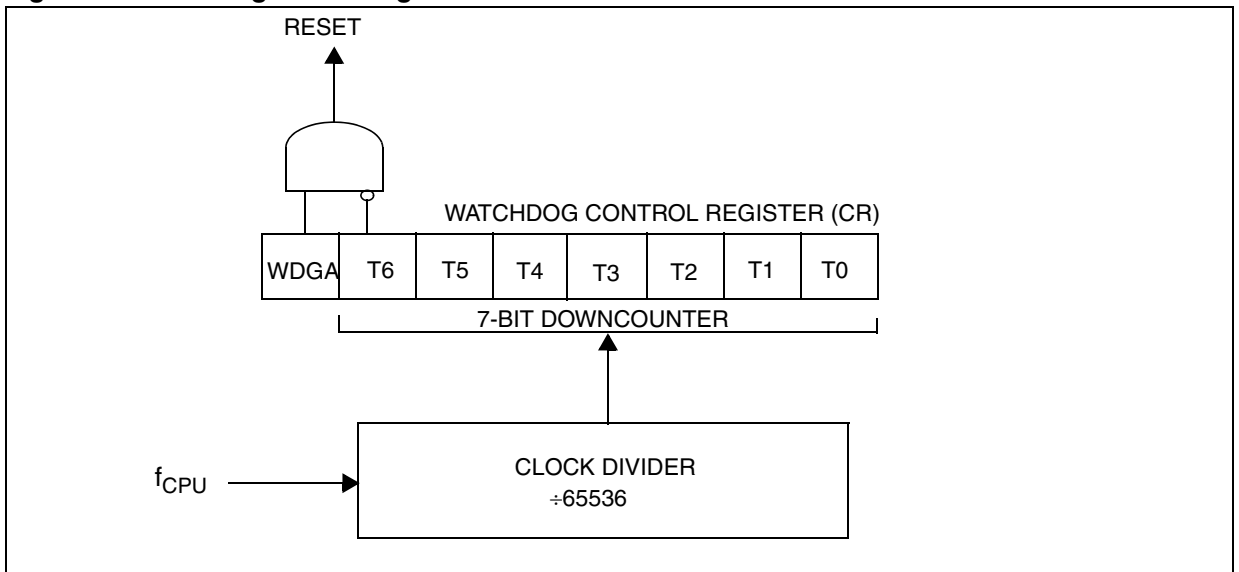 RESET
WATCHDOG CONTROL REGISTER (CR)
WDGA T6 T5 T4 T3 T2 T1 T0
7-BIT DOWNCOUNTER
fCPU
CLOCK DIVIDER
÷65536